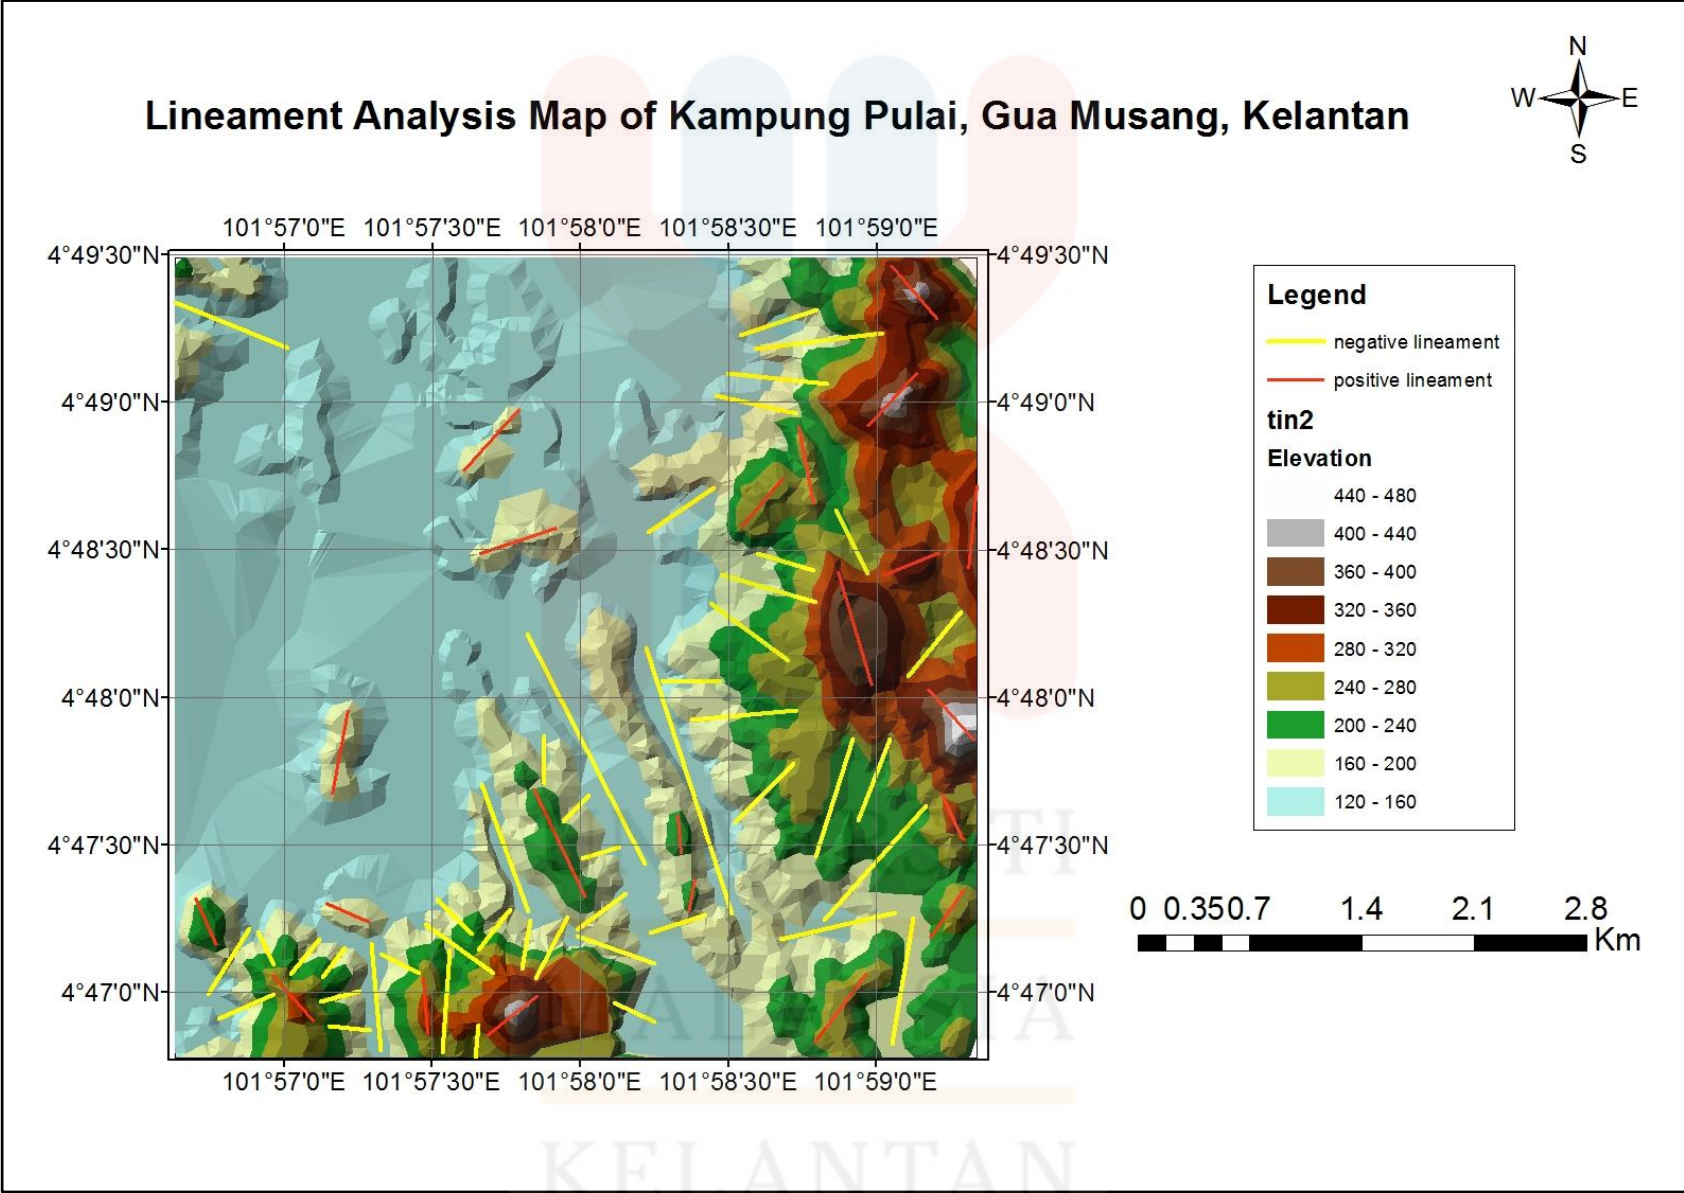 N
W E
S
Lineament Analysis Map of Kampung Pulai, Gua Musang, Kelantan
101°57'0"E 101°57'30"E 101°58'0"E 101°58'30"E 101°59'0"E
4°49'30"N 4°49'30"N
4°49'0"N 4°49'0"N
4°48'30"N 4°48'30"N
4°48'0"N 4°48'0"N
4°47'30"N 4°47'30"N
4°47'0"N 4°47'0"N
101°57'0"E 101°57'30"E 101°58'0"E 101°58'30"E 101°59'0"E
Legend
negative lineament
positive lineament
tin2
Elevation
440 - 480
400 - 440
360 - 400
320 - 360
280 - 320
240 - 280
200 - 240
160 - 200
120 - 160
0 0.35 0.7 1.4 2.1 2.8
Km
MALAYSIA
KELANTAN